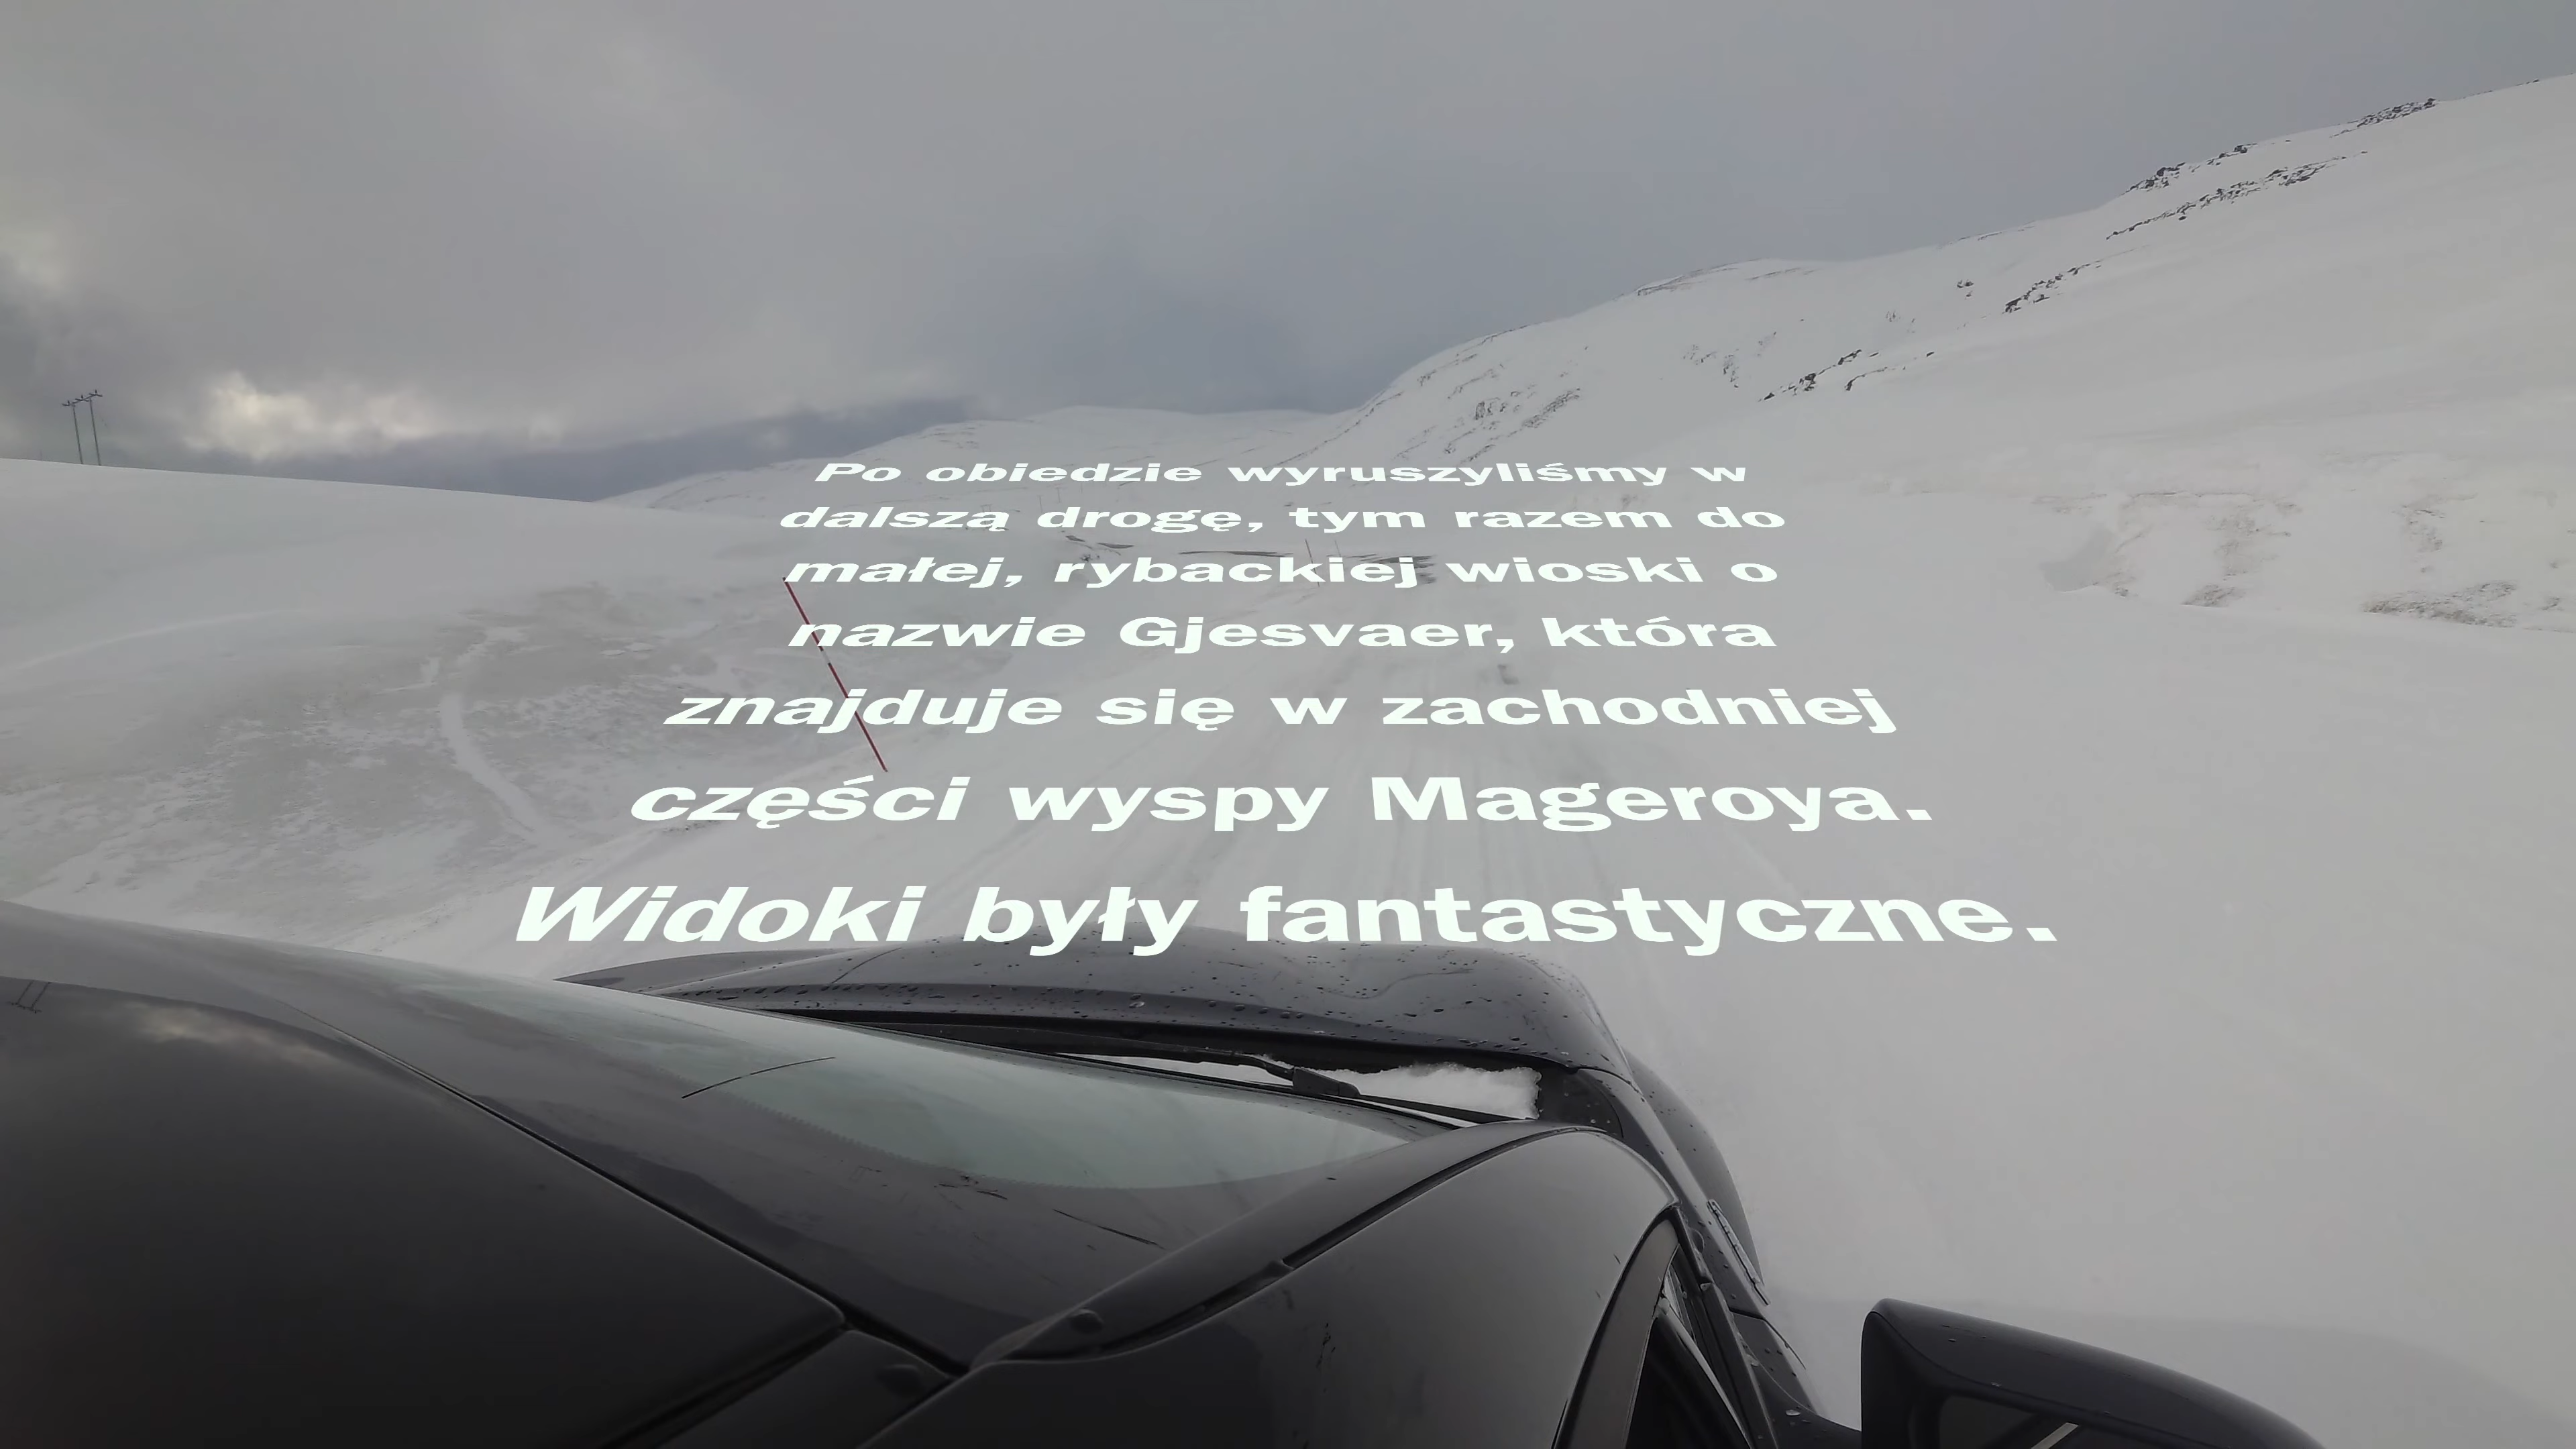 Po obiedzie wyruszyliśmy w
dalszą drogę, tym razem do
małej, rybackiej wioski o
nazwie Gjesvaer, która
znajduje się w zachodniej
części wyspy Mageroya.
Widoki były fantastyczne.